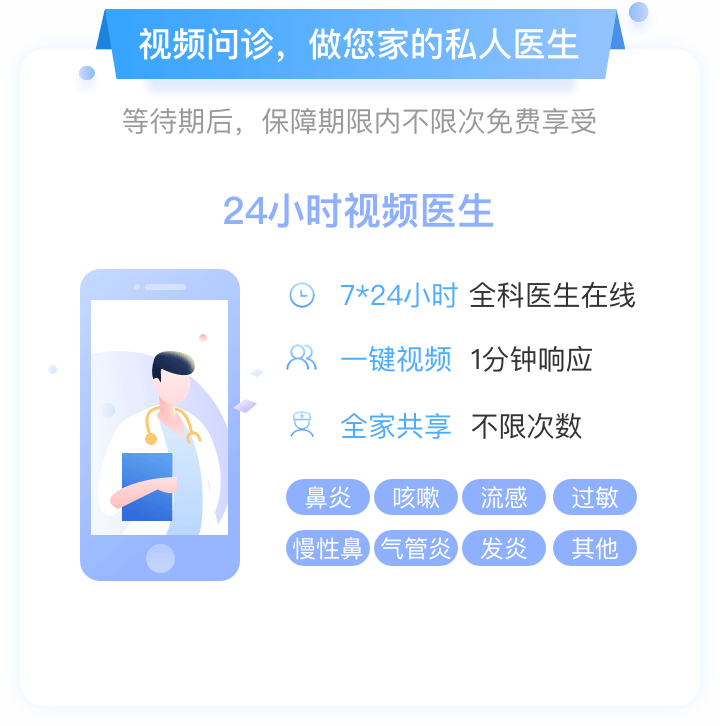 视频问诊，做您家的私人医生
等待期后，保障期限内不限次免费享受
24小时视频医生
7*24小时 全科医生在线
一键视频 1分钟响应
全家共享 不限次数
鼻炎 咳嗽 流感 过敏
慢性鼻 气管炎 发炎 其他